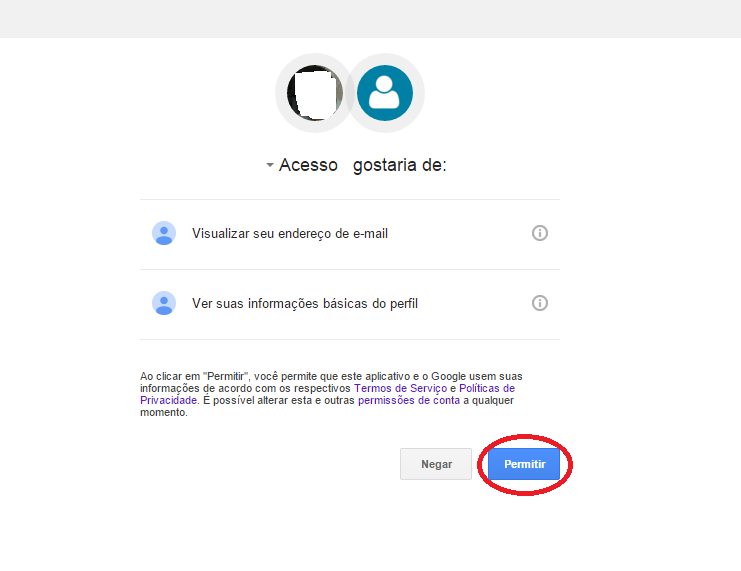 Acesso gostaria de:
Visualizar seu endereço de e-mail
Ver suas informações básicas do perfil
Ao clicar em "Permitir", você permite que este aplicativo e o Google usem suas
informações de acordo com os respectivos Termos de Serviço e Políticas de
Privacidade. É possível alterar esta e outras permissões de conta a qualquer
momento.
Negar
Permitir